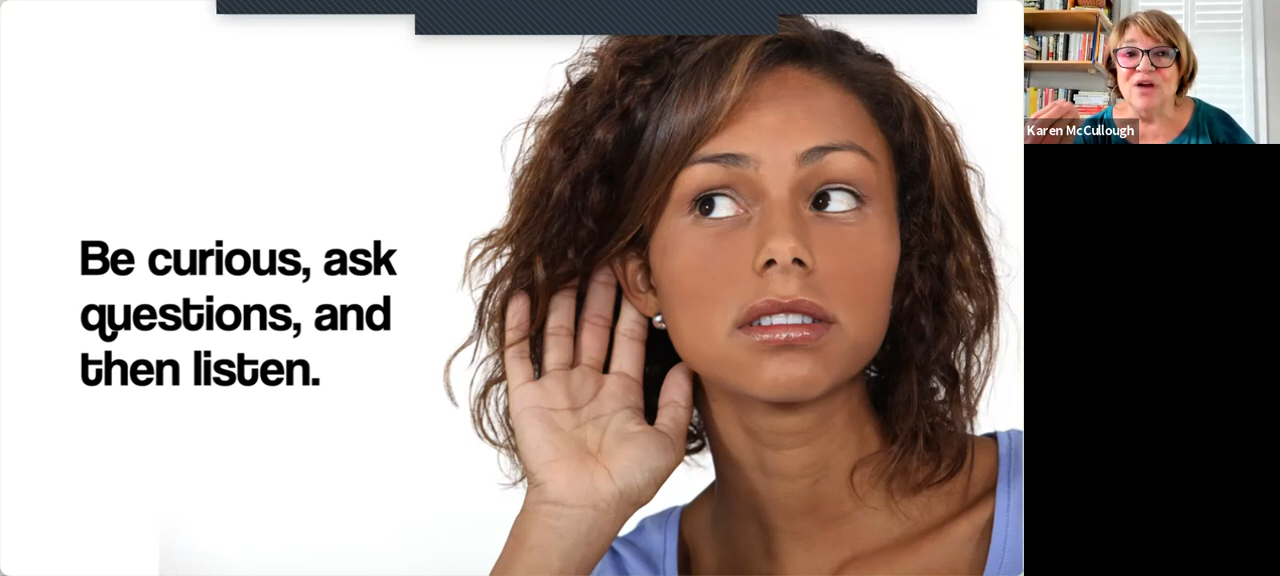 Be curious, ask
questions, and
then listen.
Karen McCullough